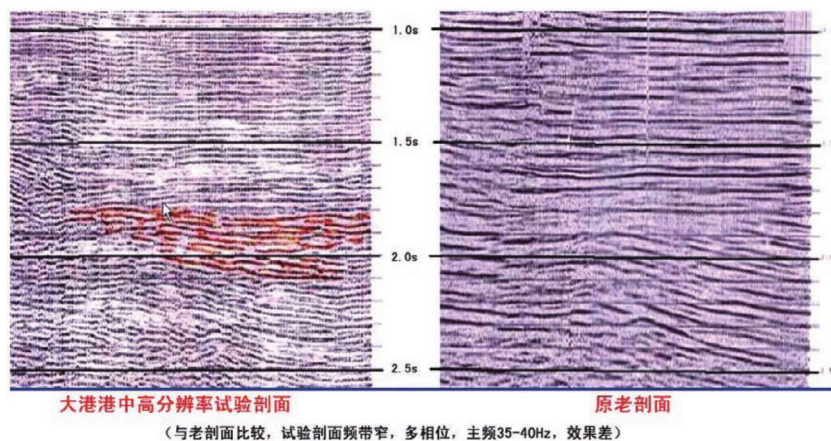 1.0s
1.5s
2.0s
2.5s
大港港中高分辨率试验剖面
原老剖面
(与老剖面比较，试验剖面频带窄，多相位，主频35-40Hz，效果差)